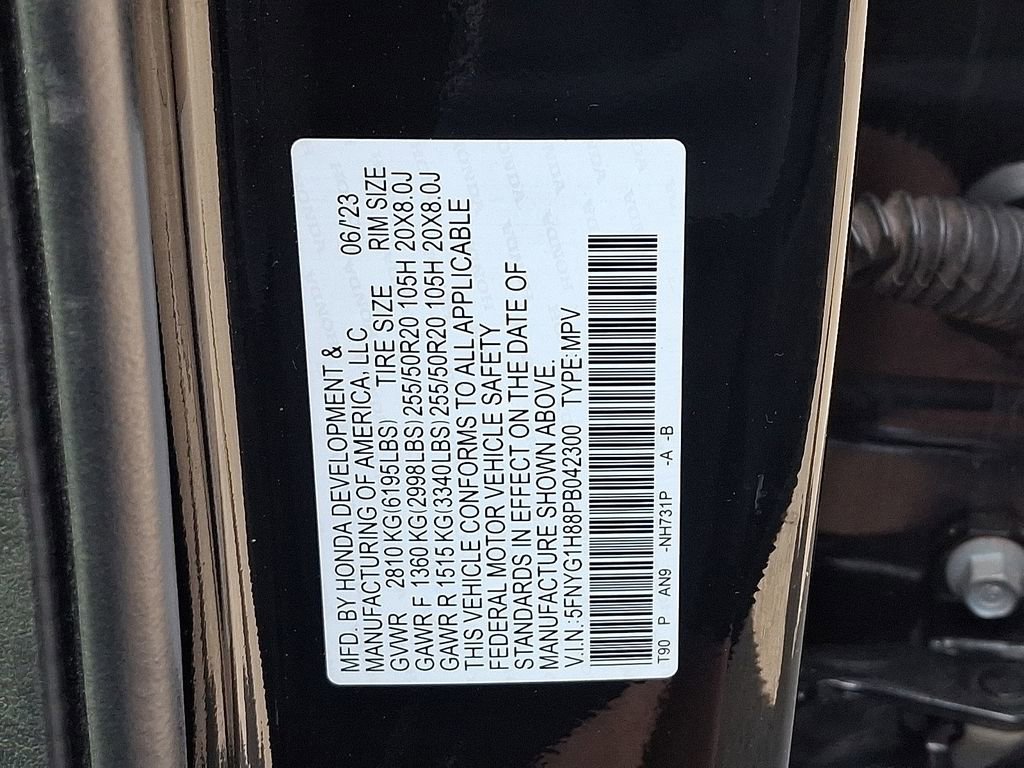 MFD. BY HONDA DEVELOPMENT &
MANUFACTURING OF AMERICA, LLC 06/'23
GVWR 2810 KG(6195LBS) TIRE SIZE RIM SIZE
GAWR F 1360 KG(2998LBS) 255/50R20 105H 20X8.0J
GAWR R 1515 KG(3340LBS) 255/50R20 105H 20X8.0J
THIS VEHICLE CONFORMS TO ALL APPLICABLE
FEDERAL MOTOR VEHICLE SAFETY
STANDARDS IN EFFECT ON THE DATE OF
MANUFACTURE SHOWN ABOVE.
V.I.N.:5FNYG1H88PB042300 TYPE:MPV
T90 P AN9 -NH731P -A -B